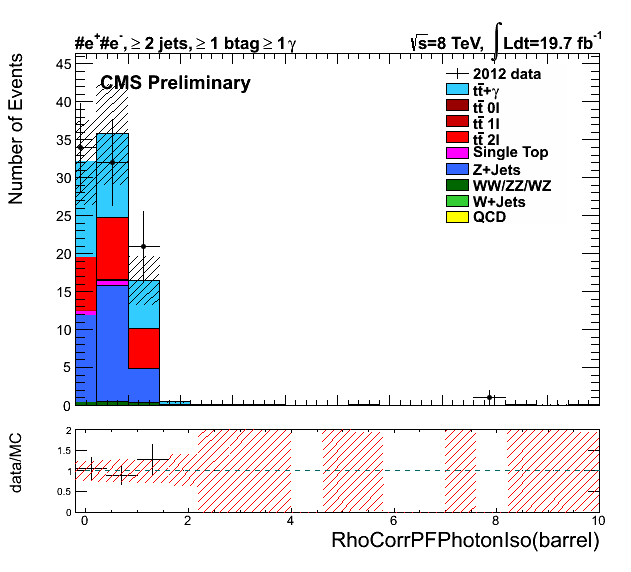 #e⁺#e⁻, ≥ 2 jets, ≥ 1 btag ≥ 1 γ √s=8 TeV, ∫ Ldt=19.7 fb⁻¹
Number of Events
45
40
35
30
25
20
15
10
5
0
CMS Preliminary
2012 data
tt̄+γ
tt̄ 0l
tt̄ 1l
tt̄ 2l
Single Top
Z+Jets
WW/ZZ/WZ
W+Jets
QCD
data/MC
2
1.5
1
0.5
0
0 2 4 6 8 10
RhoCorrPFPhotonIso(barrel)